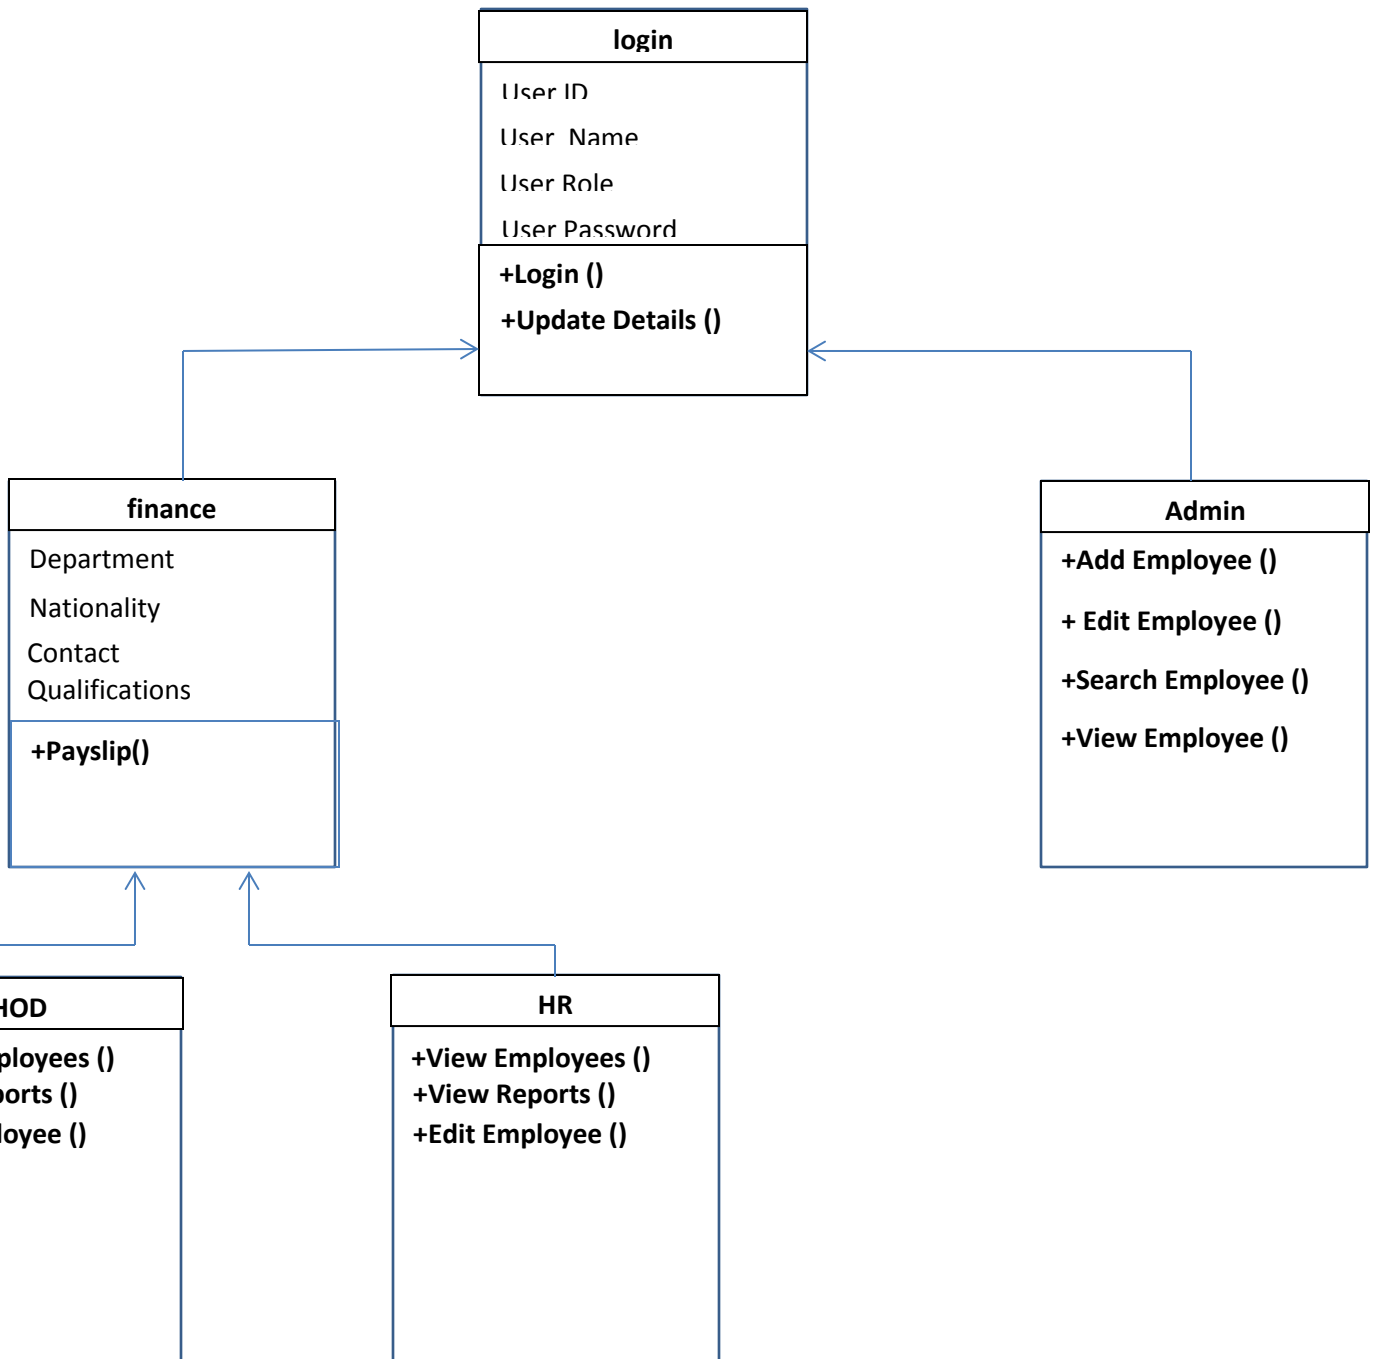 login
User ID
User Name
User Role
User Password
+Login ()
+Update Details ()
finance
Department
Nationality
Contact
Qualifications
+Payslip()
Admin
+Add Employee ()
+ Edit Employee ()
+Search Employee ()
+View Employee ()
HOD
ployees ()
orts ()
loyee ()
HR
+View Employees ()
+View Reports ()
+Edit Employee ()